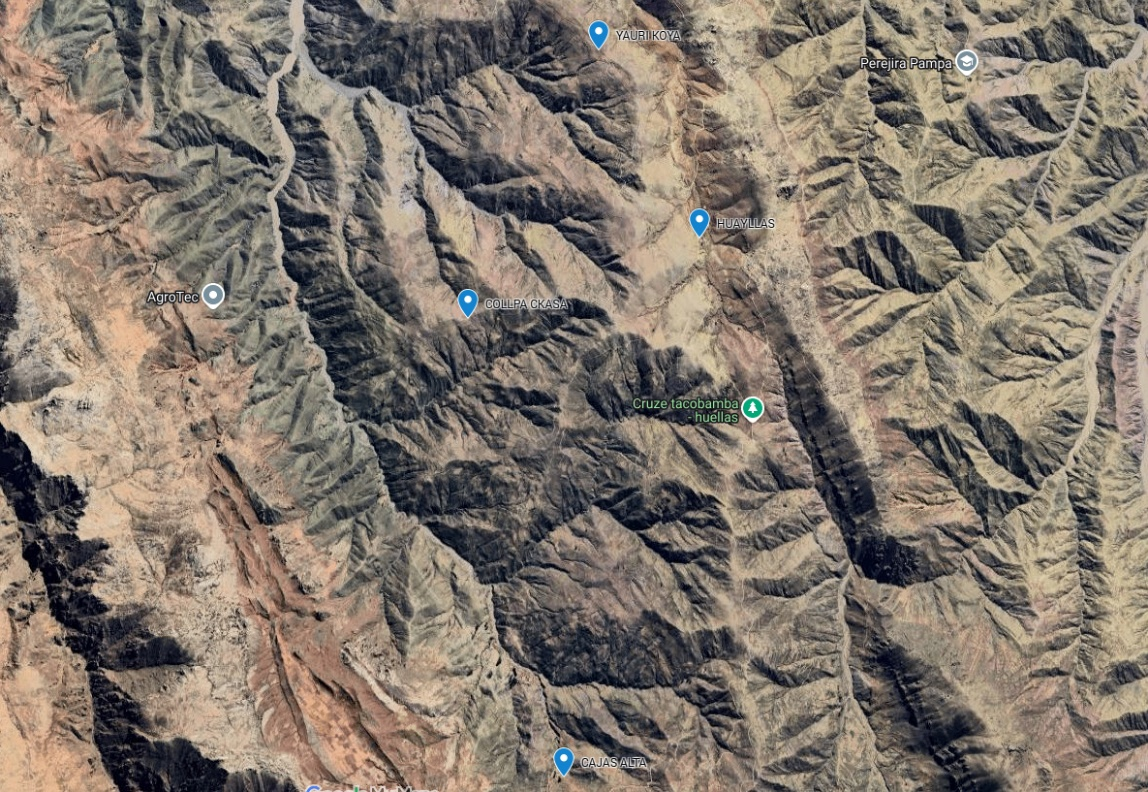 YAURI KOYA
Perejira Pampa
HUAYLLAS
AgroTec
COLLPA CKASA
Cruze tacobamba
- huellas
CAJAS ALTA